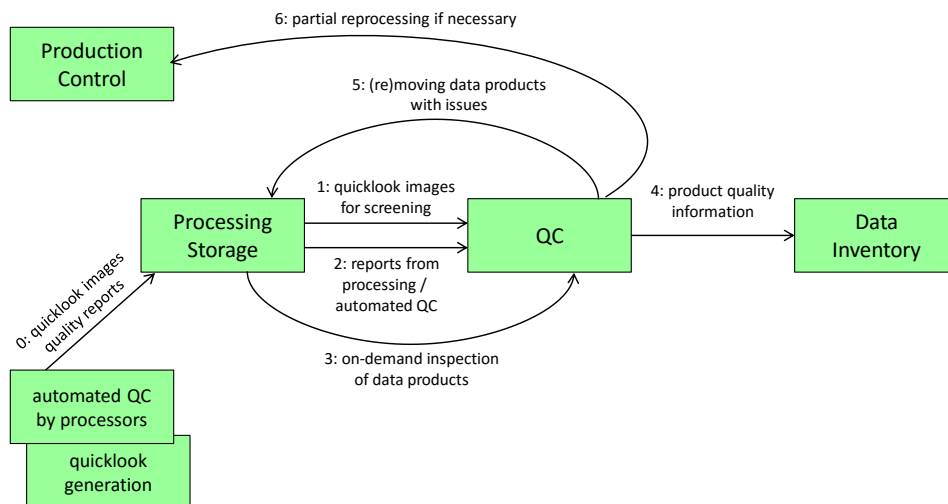 6: partial reprocessing if necessary
Production
Control
5: (re)moving data products
with issues
1: quicklook images
for screening
4: product quality
information
Processing
Storage
QC
Data
Inventory
2: reports from
processing /
automated QC
0: quicklook images
quality reports
3: on-demand inspection
of data products
automated QC
by processors
quicklook
generation